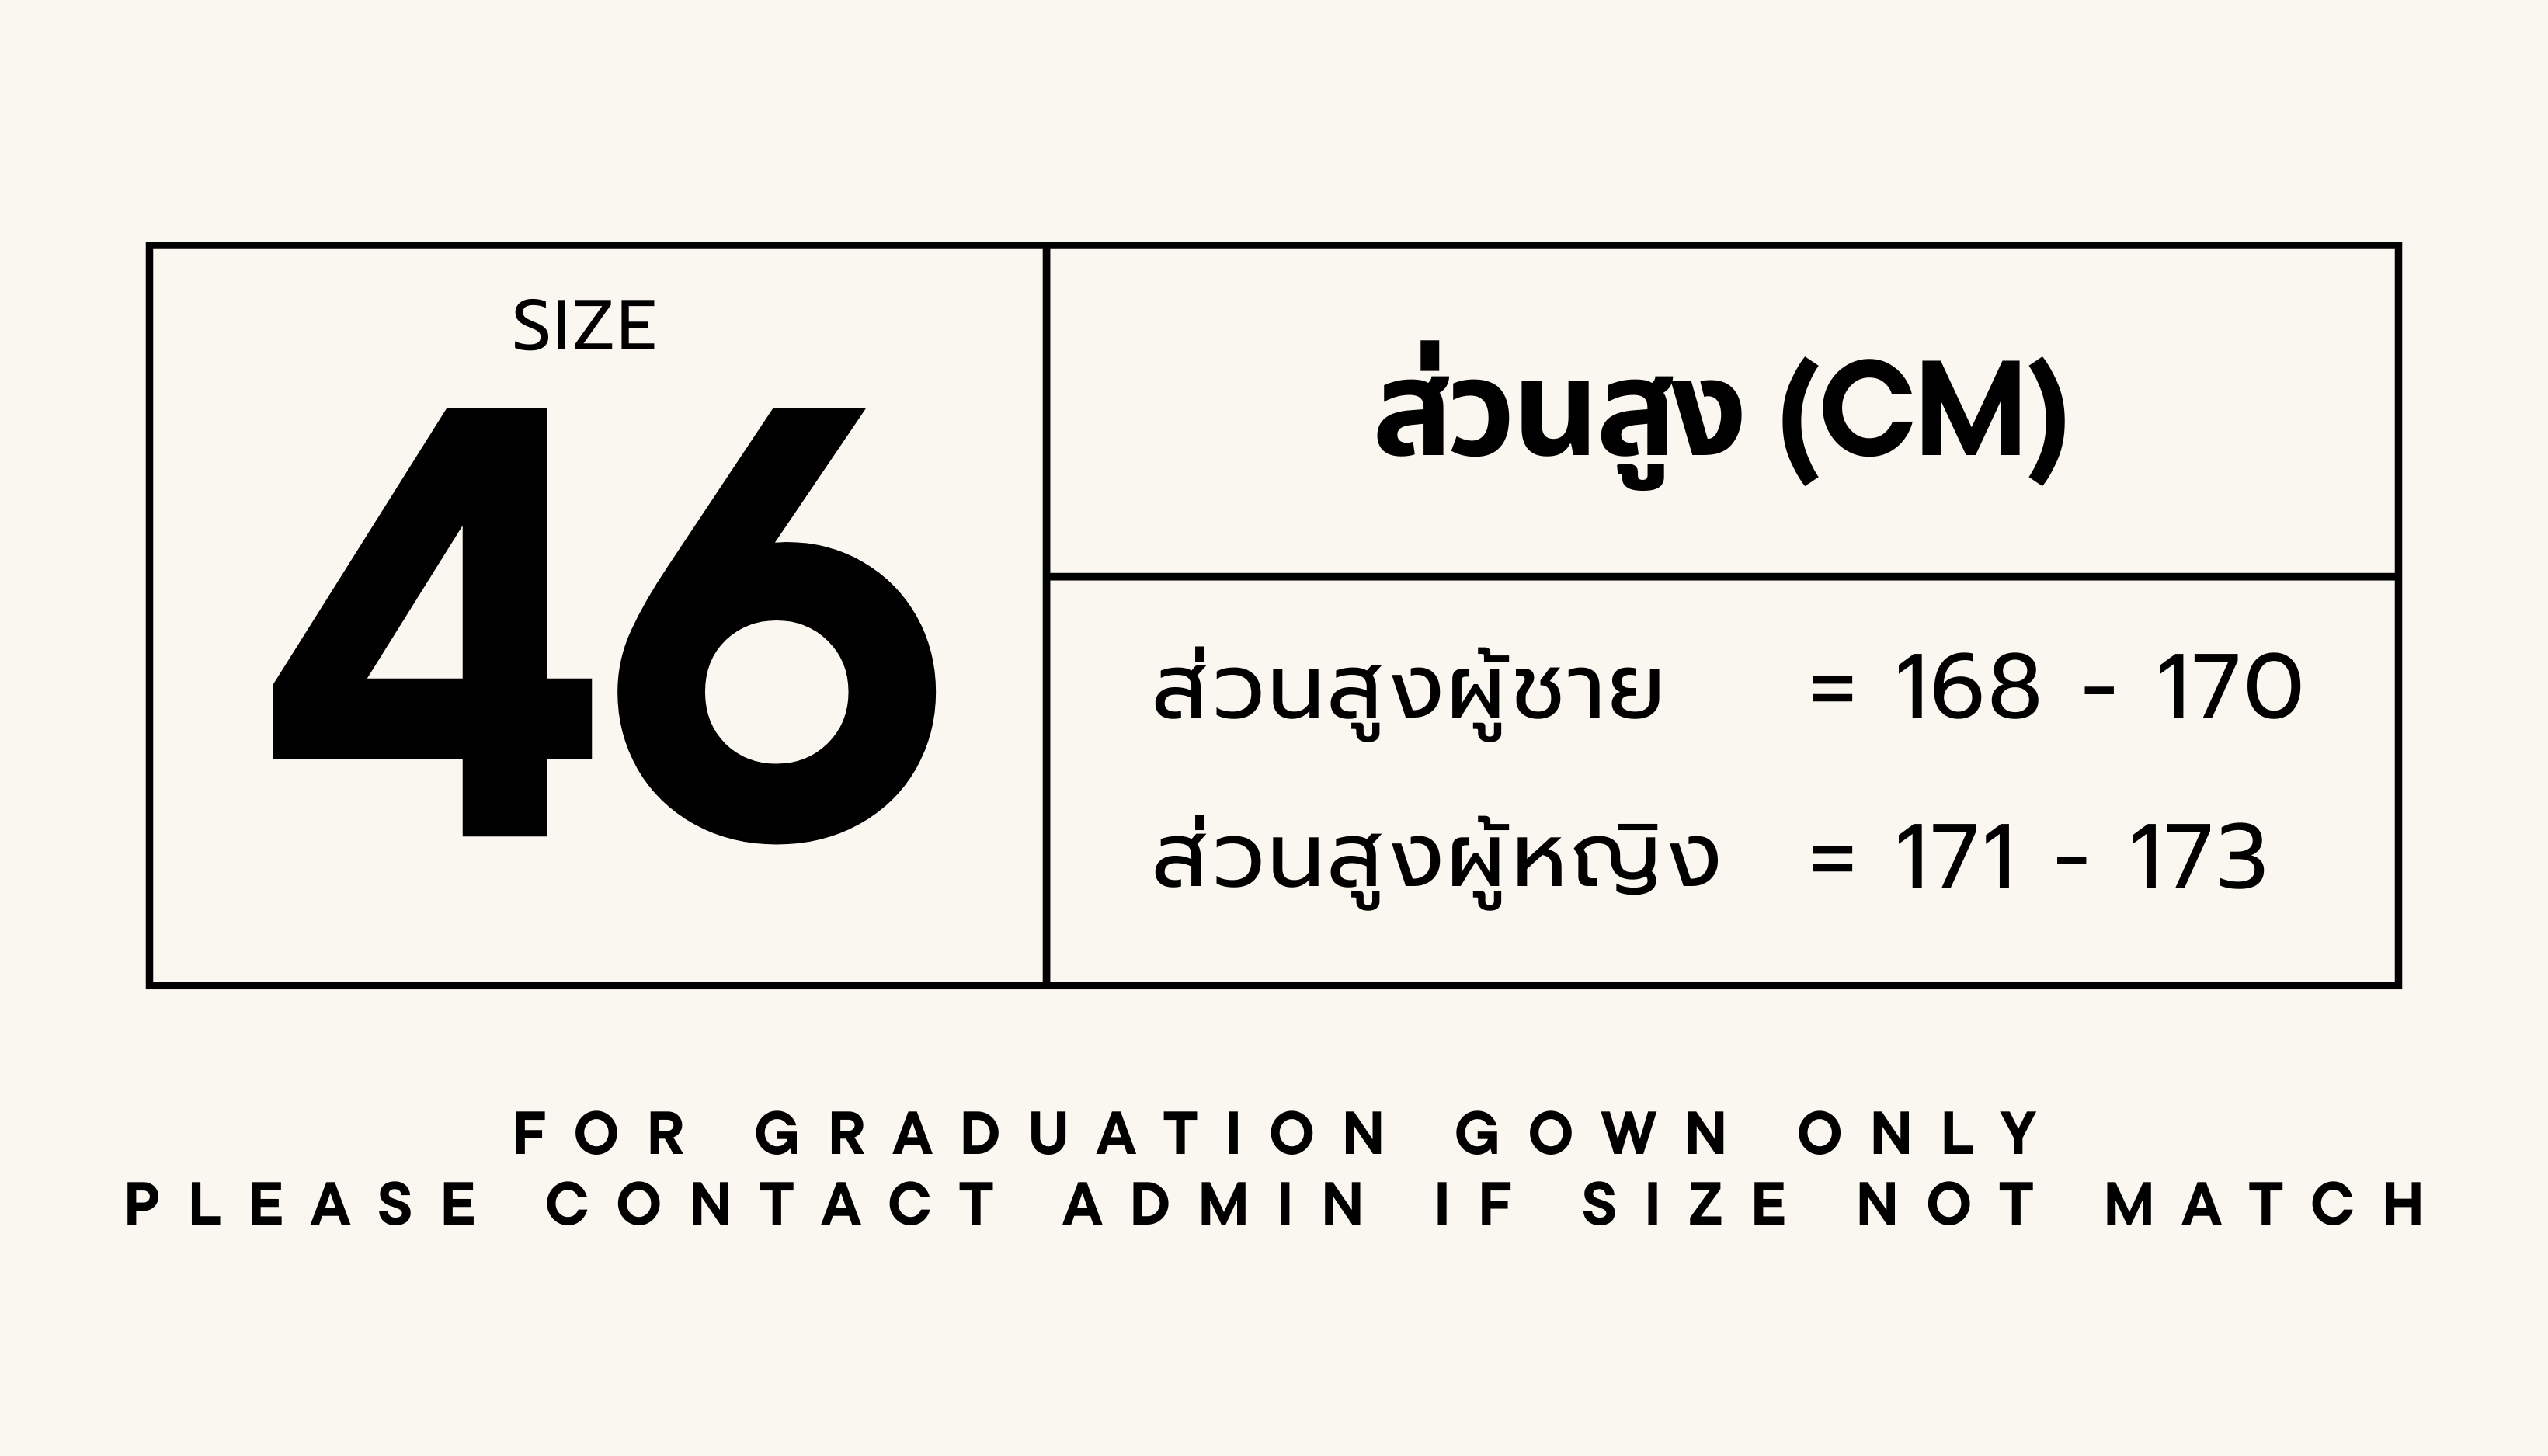 SIZE
46
ส่วนสูง (CM)
ส่วนสูงผู้ชาย = 168 - 170
ส่วนสูงผู้หญิง = 171 - 173
FOR GRADUATION GOWN ONLY
PLEASE CONTACT ADMIN IF SIZE NOT MATCH